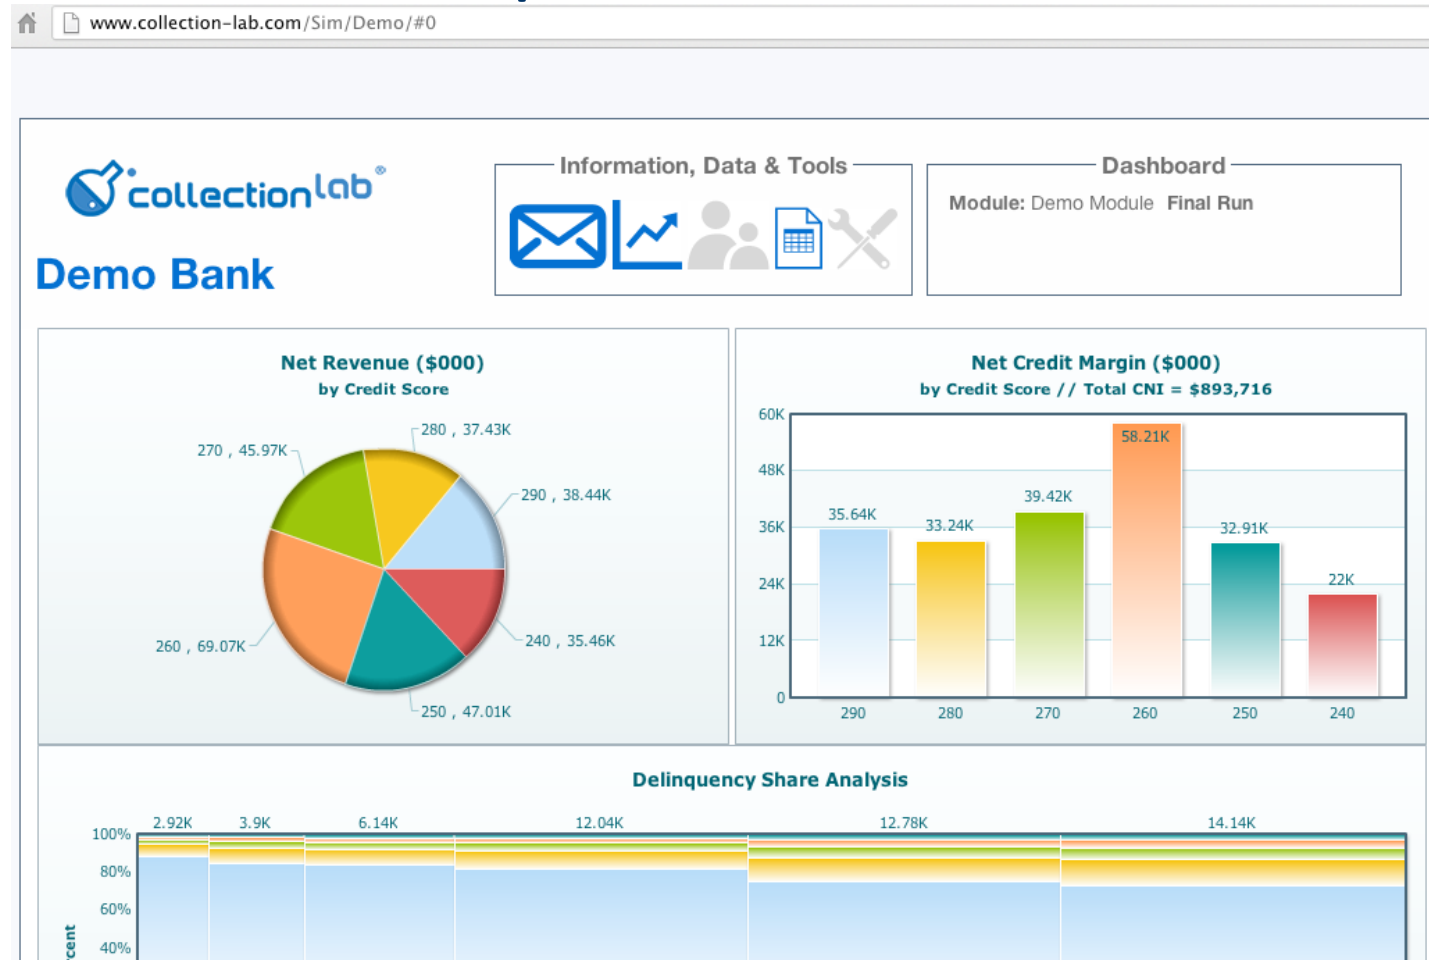 www.collection-lab.com/Sim/Demo/#0
collectionlab®
Demo Bank
Information, Data & Tools
Dashboard
Module: Demo Module Final Run
Net Revenue ($000)
by Credit Score
280 , 37.43K
270 , 45.97K
290 , 38.44K
240 , 35.46K
260 , 69.07K
250 , 47.01K
Net Credit Margin ($000)
by Credit Score // Total CNI = $893,716
60K
48K
36K
24K
12K
0
35.64K
33.24K
39.42K
58.21K
32.91K
22K
290 280 270 260 250 240
Delinquency Share Analysis
2.92K 3.9K 6.14K 12.04K 12.78K 14.14K
100%
80%
60%
40%